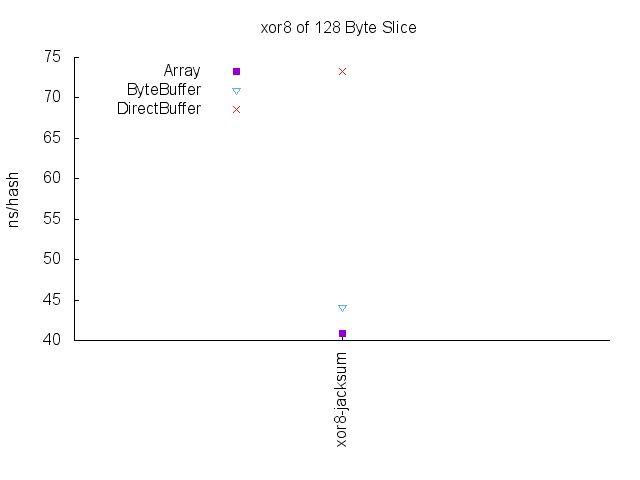 xor8 of 128 Byte Slice
75
70
65
60
55
50
45
40
ns/hash
Array
ByteBuffer
DirectBuffer
xor8-jacksum